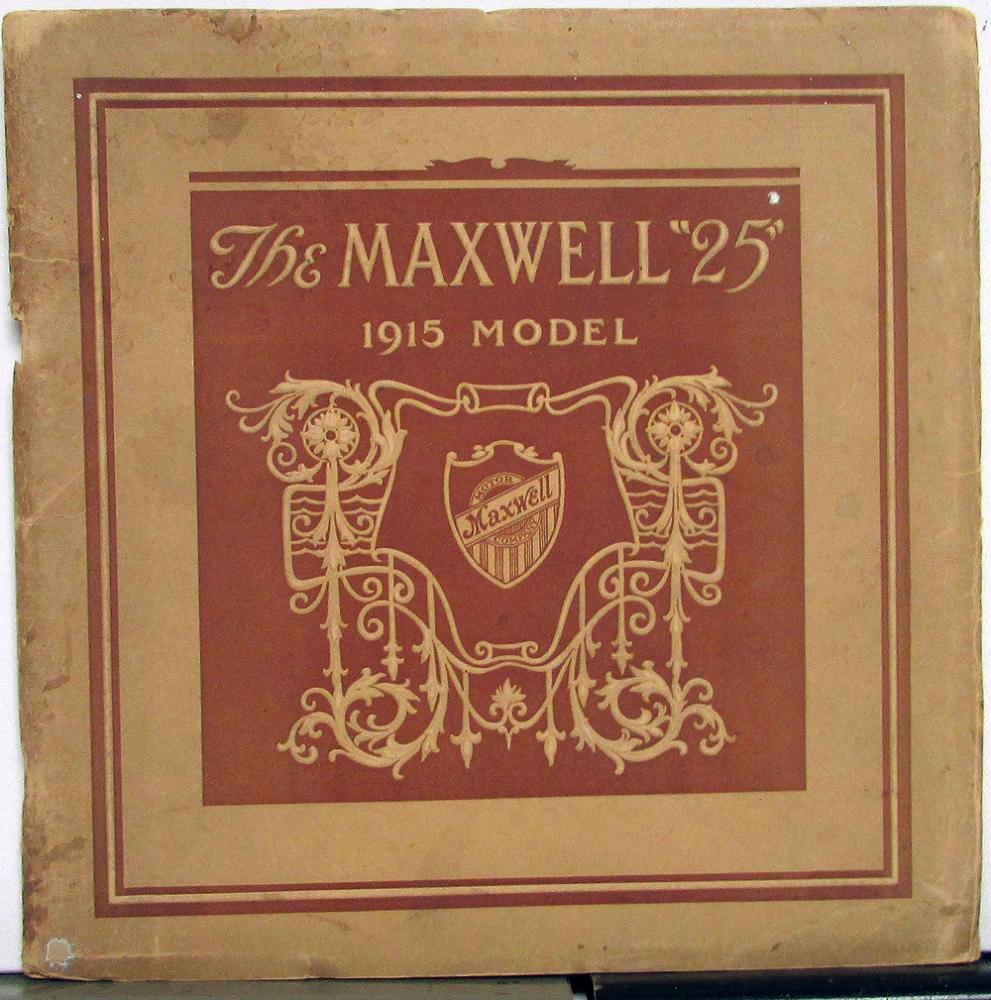 The MAXWELL "25"
1915 MODEL
MOTOR
Maxwell
COMPANY